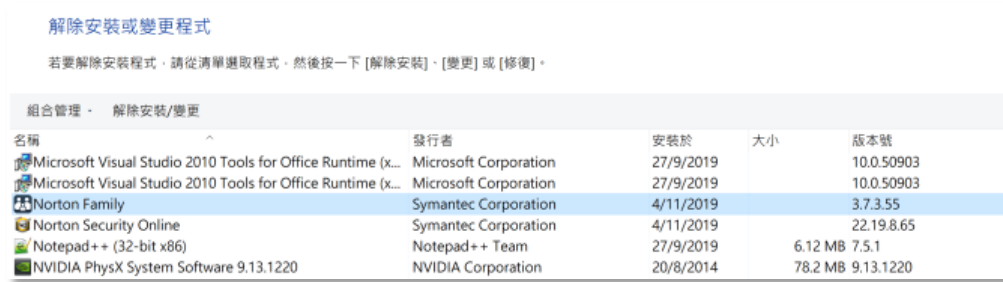 解除安裝或變更程式
若要解除安裝程式，請從清單選取程式，然後按一下 [解除安裝]、[變更] 或 [修復]。
組合管理 解除安裝/變更
名稱 發行者 安裝於 大小 版本號
Microsoft Visual Studio 2010 Tools for Office Runtime (x... Microsoft Corporation 27/9/2019 10.0.50903
Microsoft Visual Studio 2010 Tools for Office Runtime (x... Microsoft Corporation 27/9/2019 10.0.50903
Norton Family Symantec Corporation 4/11/2019 3.7.3.55
Norton Security Online Symantec Corporation 4/11/2019 22.19.8.65
Notepad++ (32-bit x86) Notepad++ Team 27/9/2019 6.12 MB 7.5.1
NVIDIA PhysX System Software 9.13.1220 NVIDIA Corporation 20/8/2014 78.2 MB 9.13.1220